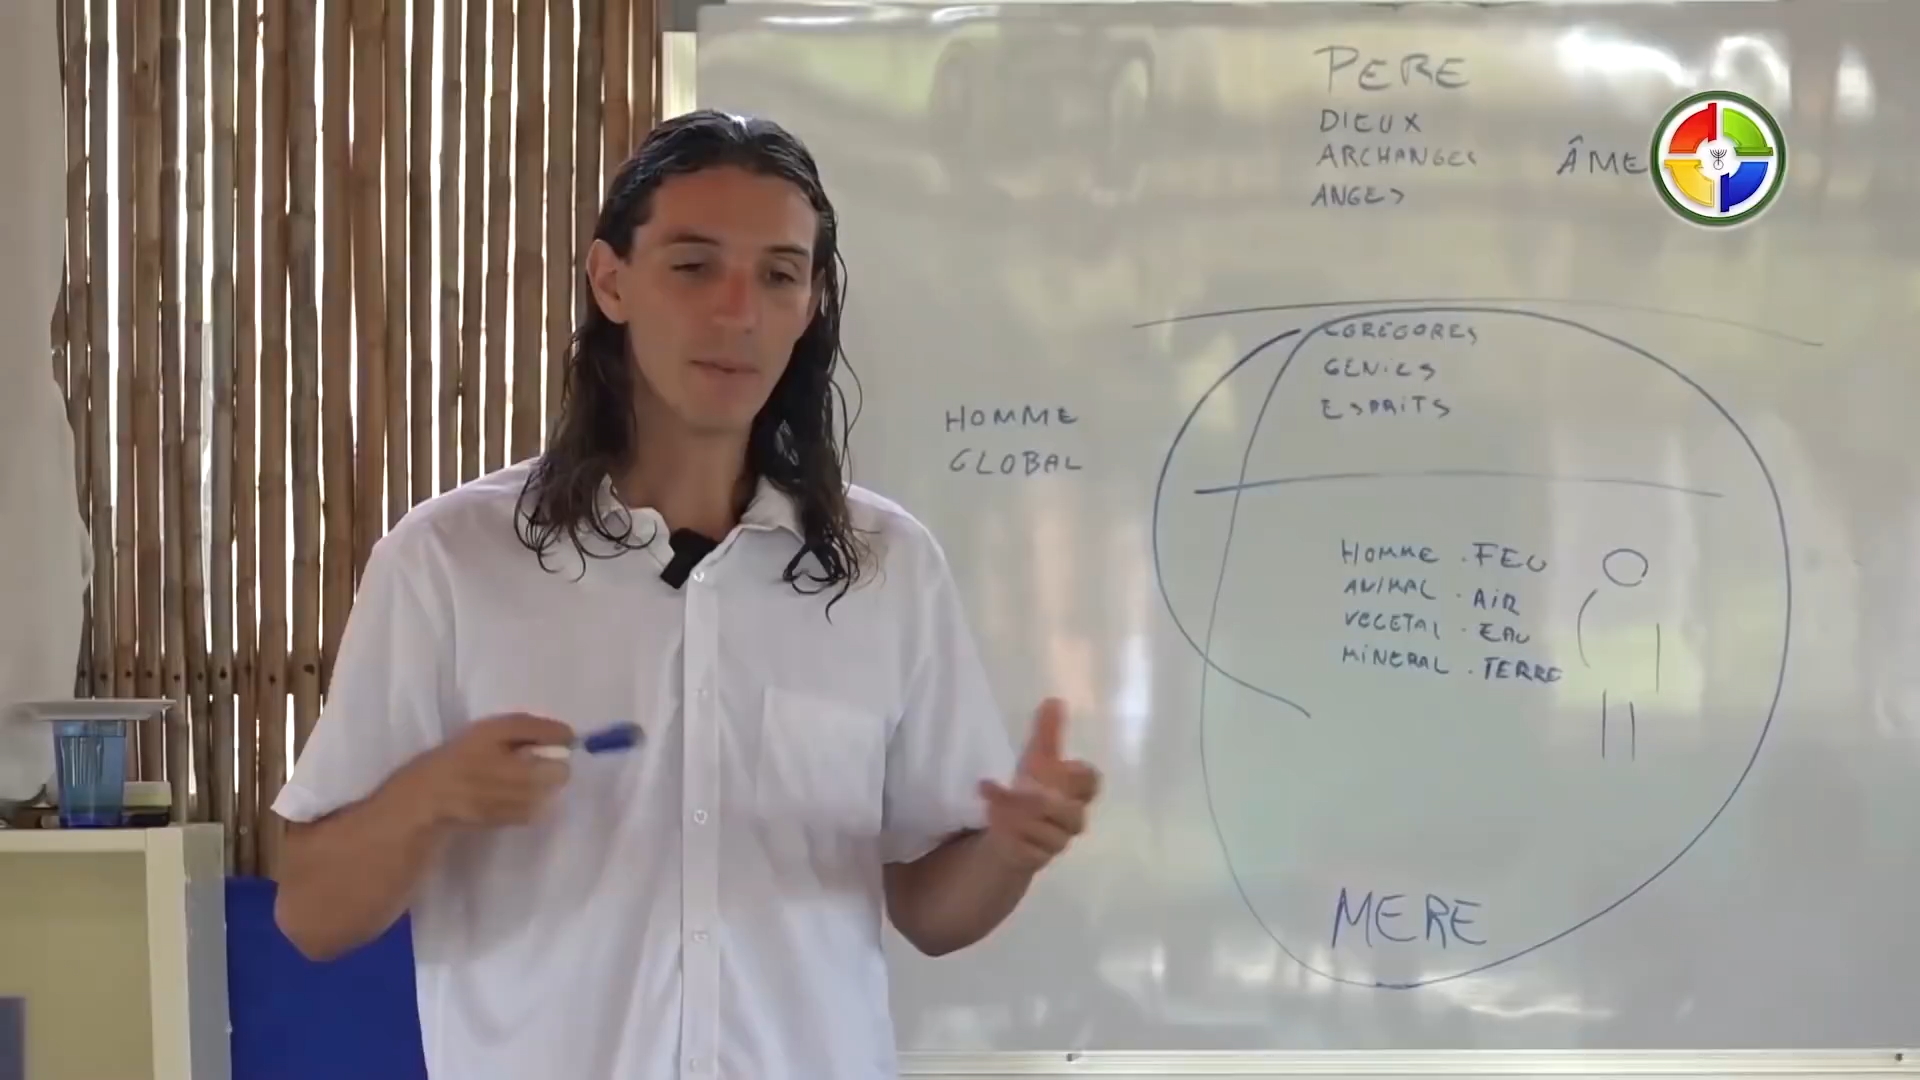 PERE
DIEUX
ARCHANGES
ÂME
ANGES
EGREGORES
GENIES
ESPRITS
HOMME
GLOBAL
HOMME . FEU
ANIMAL . AIR
VEGETAL . EAU
MINERAL . TERRE
MERE